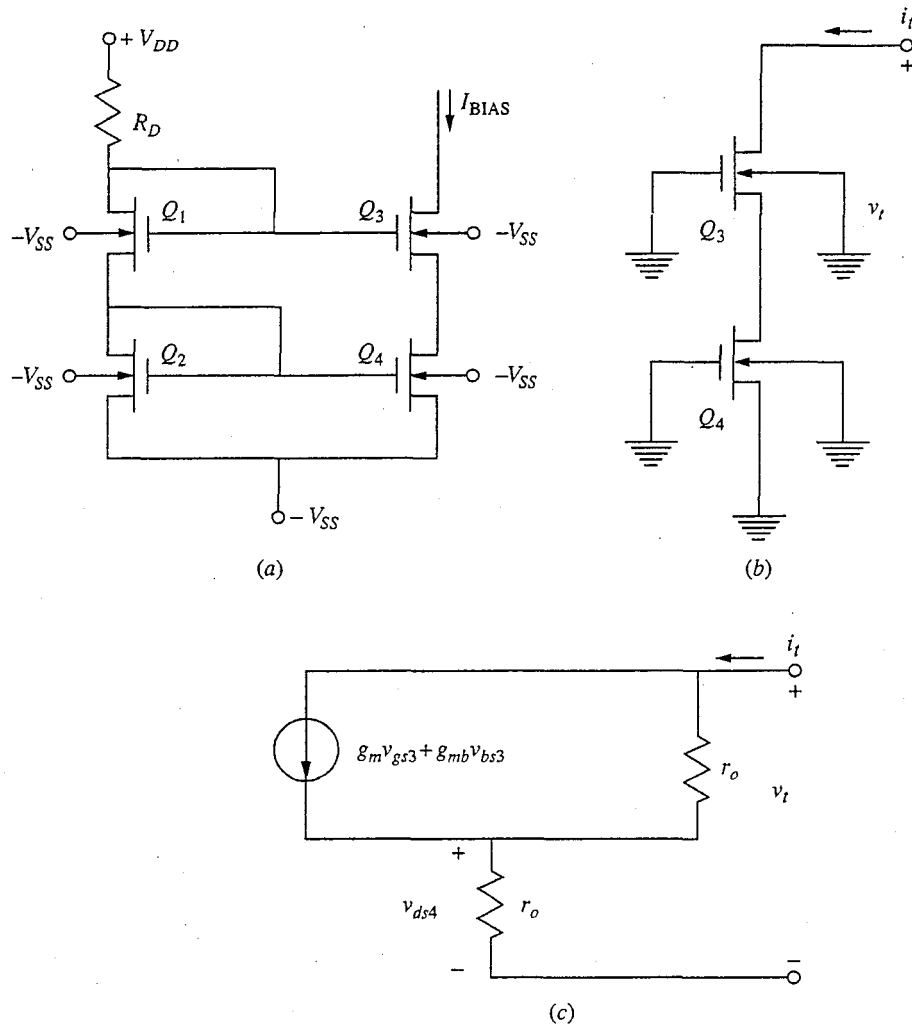 + V_DD
R_D
I_BIAS
Q_1
Q_3
-V_SS
-V_SS
Q_2
Q_4
-V_SS
-V_SS
- V_SS
(a)
i_t
+
Q_3
v_t
Q_4
(b)
i_t
+
g_m v_gs3 + g_mb v_bs3
r_o
v_t
+
v_ds4
r_o
-
-
(c)